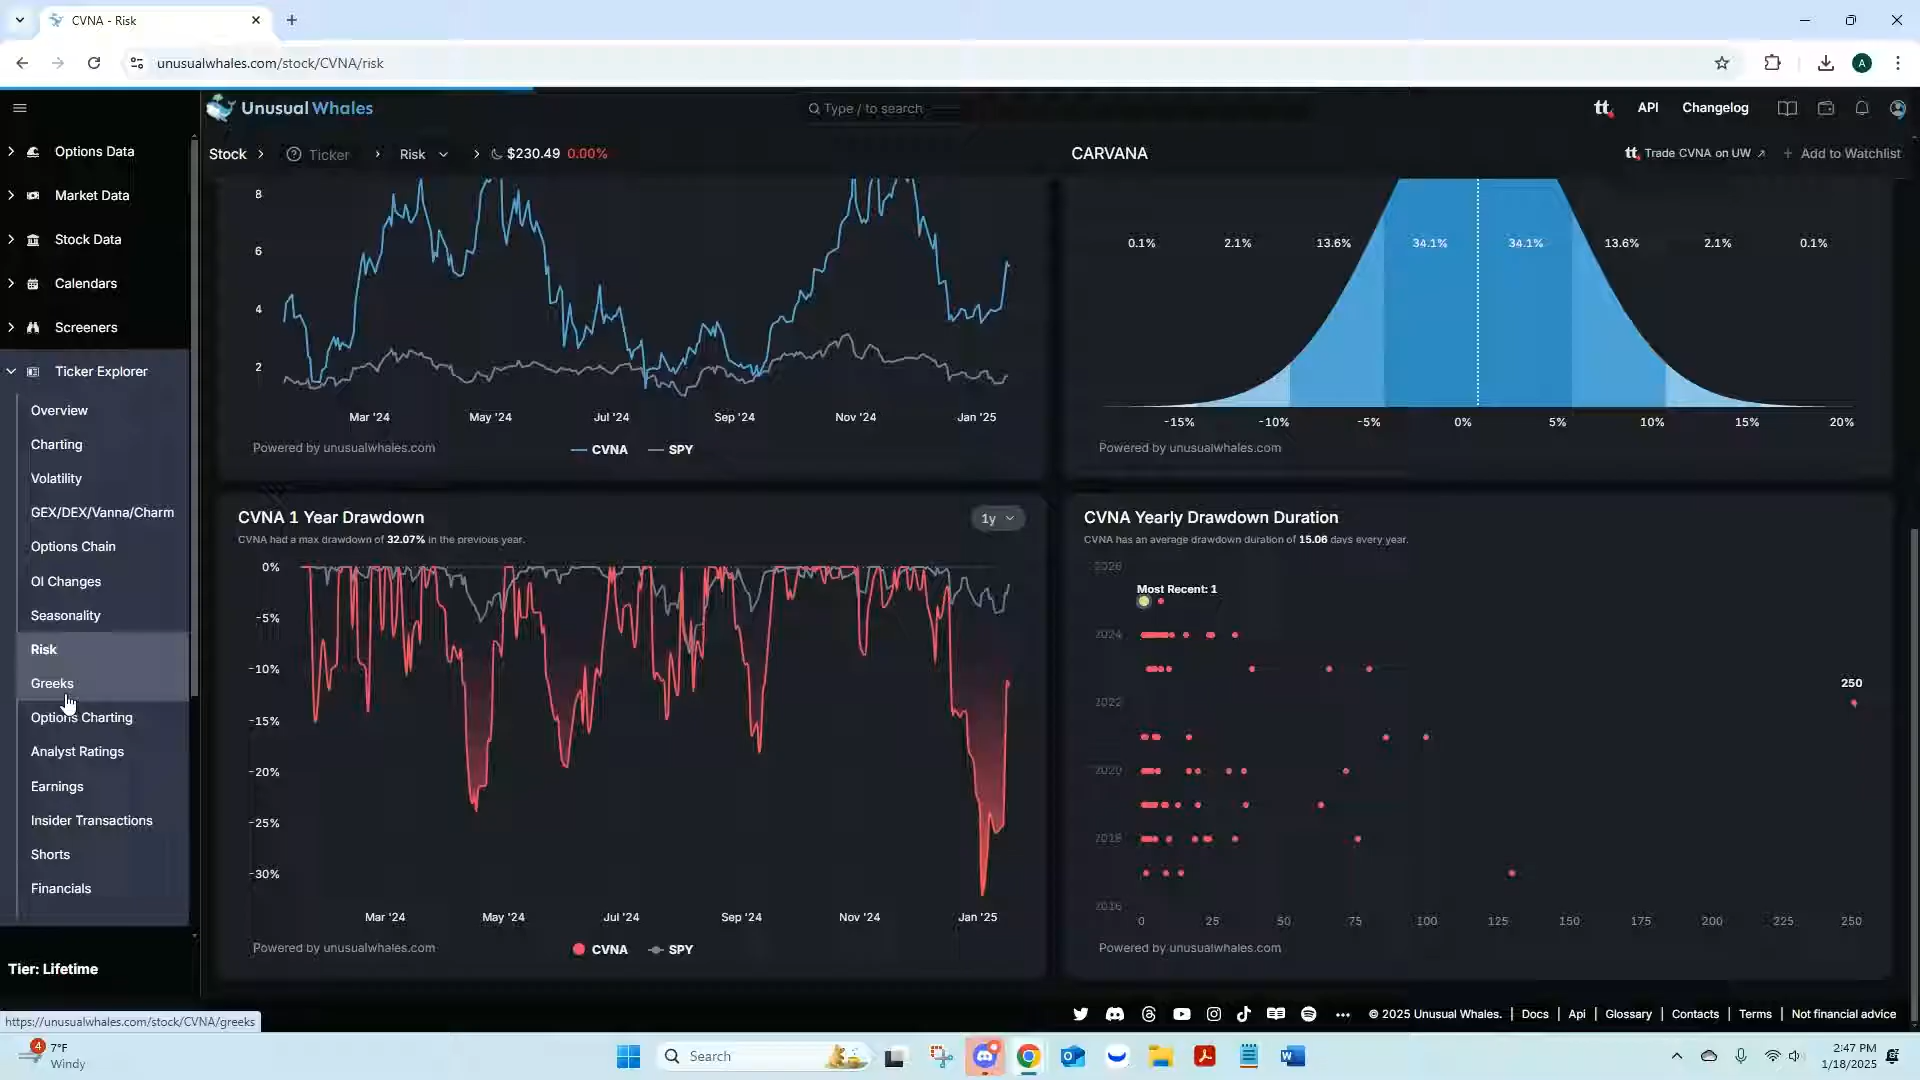 CVNA - Risk
unusualwhales.com/stock/CVNA/risk
A
Unusual Whales
Type / to search
tt
API
Changelog
Stock
Ticker
Risk
$230.49 0.00%
CARVANA
tt Trade CVNA on UW
+ Add to Watchlist
Options Data
Market Data
Stock Data
Calendars
Screeners
Ticker Explorer
Overview
Charting
Volatility
GEX/DEX/Vanna/Charm
Options Chain
OI Changes
Seasonality
Risk
Greeks
Options Charting
Analyst Ratings
Earnings
Insider Transactions
Shorts
Financials
Tier: Lifetime
https://unusualwhales.com/stock/CVNA/greeks
8
6
4
2
Mar '24 May '24 Jul '24 Sep '24 Nov '24 Jan '25
Powered by unusualwhales.com
CVNA SPY
0.1% 2.1% 13.6% 34.1% 34.1% 13.6% 2.1% 0.1%
-15% -10% -5% 0% 5% 10% 15% 20%
Powered by unusualwhales.com
CVNA 1 Year Drawdown
1y
CVNA had a max drawdown of 32.07% in the previous year.
0%
-5%
-10%
-15%
-20%
-25%
-30%
Mar '24 May '24 Jul '24 Sep '24 Nov '24 Jan '25
Powered by unusualwhales.com
CVNA SPY
CVNA Yearly Drawdown Duration
CVNA has an average drawdown duration of 15.06 days every year.
2026
Most Recent: 1
2024
250
2022
2020
2018
2016
0 25 50 75 100 125 150 175 200 225 250
Powered by unusualwhales.com
© 2025 Unusual Whales. | Docs | Api | Glossary | Contacts | Terms | Not financial advice
4
7°F
Windy
Search
2:47 PM
1/18/2025